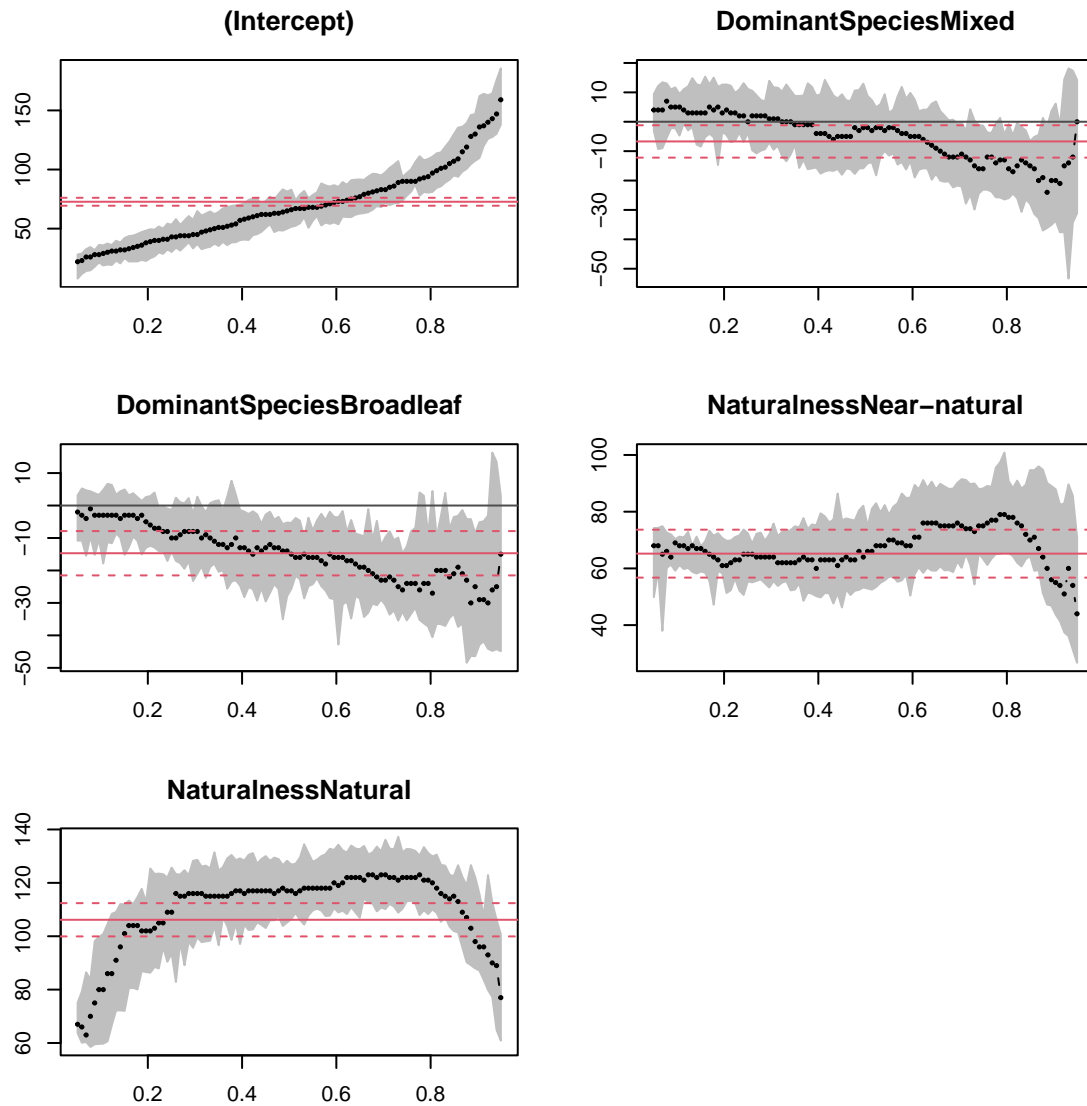 (Intercept)
50 100 150
0.2 0.4 0.6 0.8
DominantSpeciesMixed
−50 −30 −10 10
0.2 0.4 0.6 0.8
DominantSpeciesBroadleaf
−50 −30 −10 10
0.2 0.4 0.6 0.8
NaturalnessNear−natural
40 60 80 100
0.2 0.4 0.6 0.8
NaturalnessNatural
60 80 100 120 140
0.2 0.4 0.6 0.8